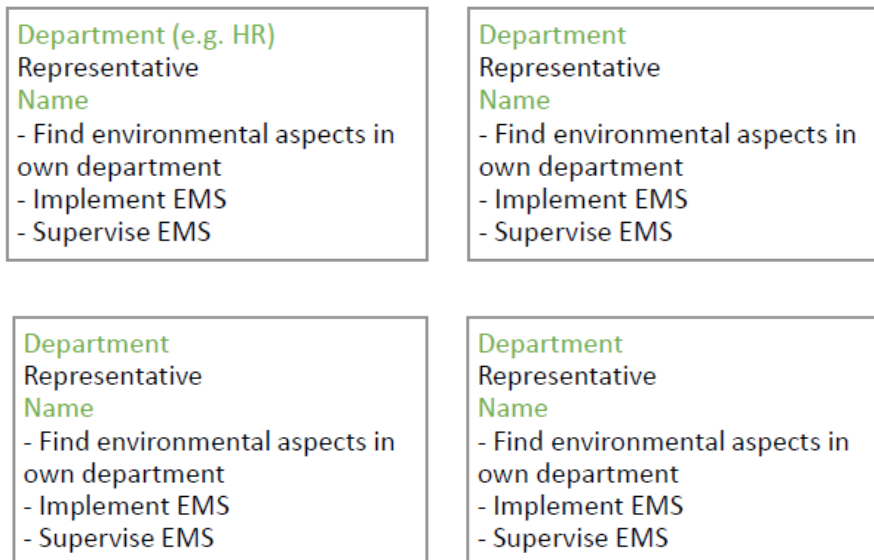 Department (e.g. HR)
Representative
Name
- Find environmental aspects in
own department
- Implement EMS
- Supervise EMS
Department
Representative
Name
- Find environmental aspects in
own department
- Implement EMS
- Supervise EMS
Department
Representative
Name
- Find environmental aspects in
own department
- Implement EMS
- Supervise EMS
Department
Representative
Name
- Find environmental aspects in
own department
- Implement EMS
- Supervise EMS